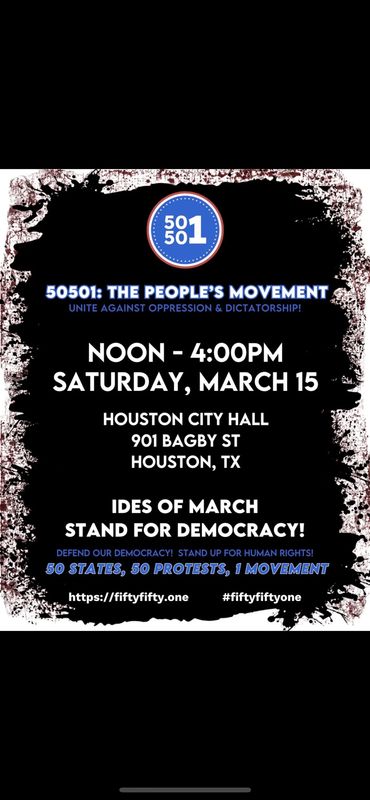 50
50
1
50501: THE PEOPLE'S MOVEMENT
UNITE AGAINST OPPRESSION & DICTATORSHIP!
NOON - 4:00PM
SATURDAY, MARCH 15
HOUSTON CITY HALL
901 BAGBY ST
HOUSTON, TX
IDES OF MARCH
STAND FOR DEMOCRACY!
DEFEND OUR DEMOCRACY! STAND UP FOR HUMAN RIGHTS!
50 STATES, 50 PROTESTS, 1 MOVEMENT
https://fiftyfifty.one #fiftyfiftyone